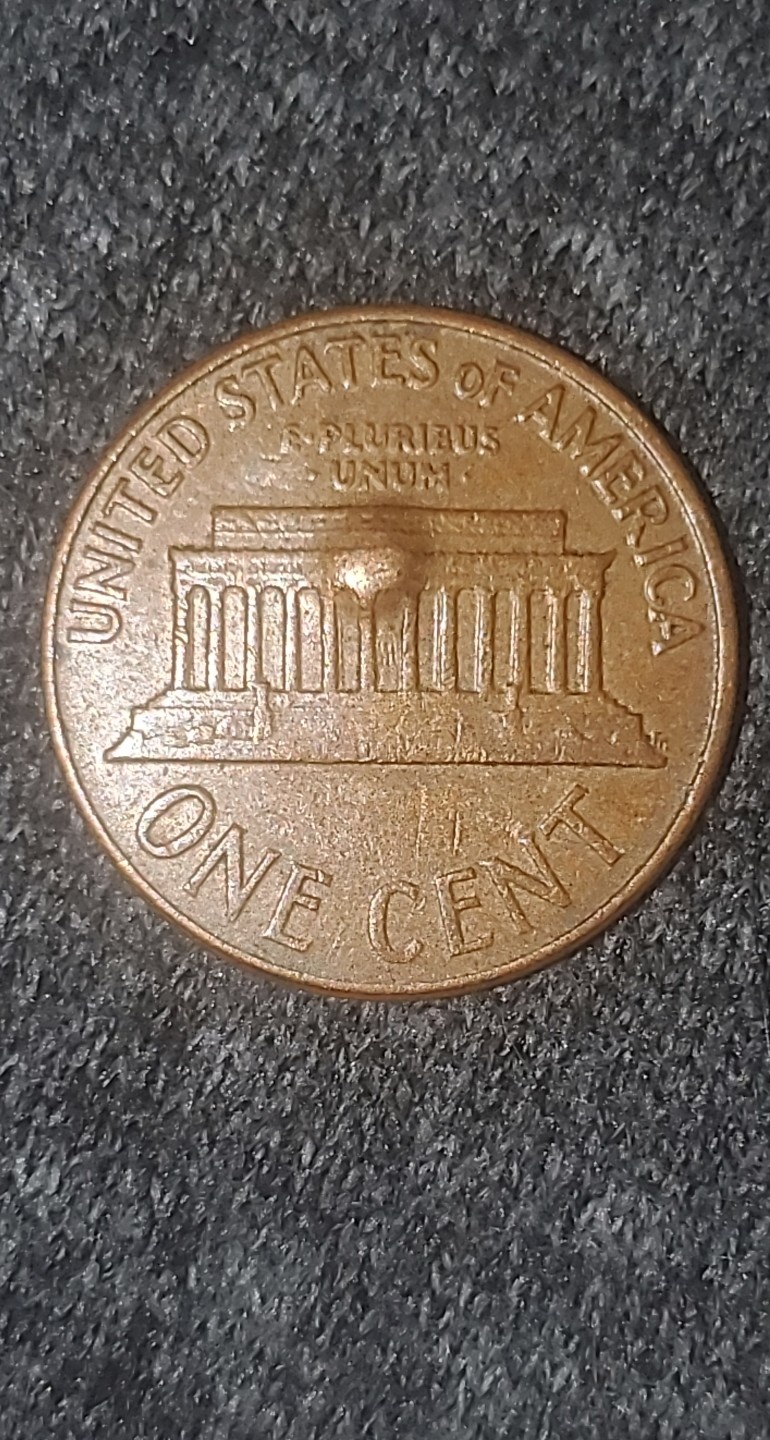 UNITED STATES OF AMERICA
E·PLURIBUS
·UNUM·
ONE CENT